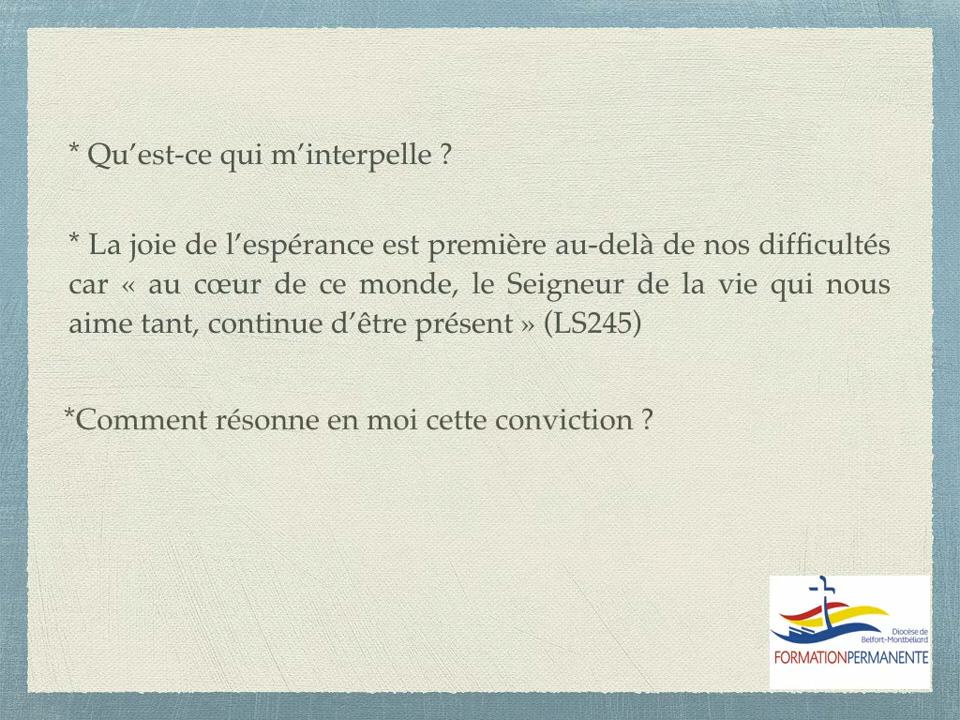 * Qu’est-ce qui m’interpelle ?
* La joie de l’espérance est première au-delà de nos difficultés
car « au cœur de ce monde, le Seigneur de la vie qui nous
aime tant, continue d’être présent » (LS245)
*Comment résonne en moi cette conviction ?
Diocèse de
Belfort-Montbéliard
FORMATIONPERMANENTE